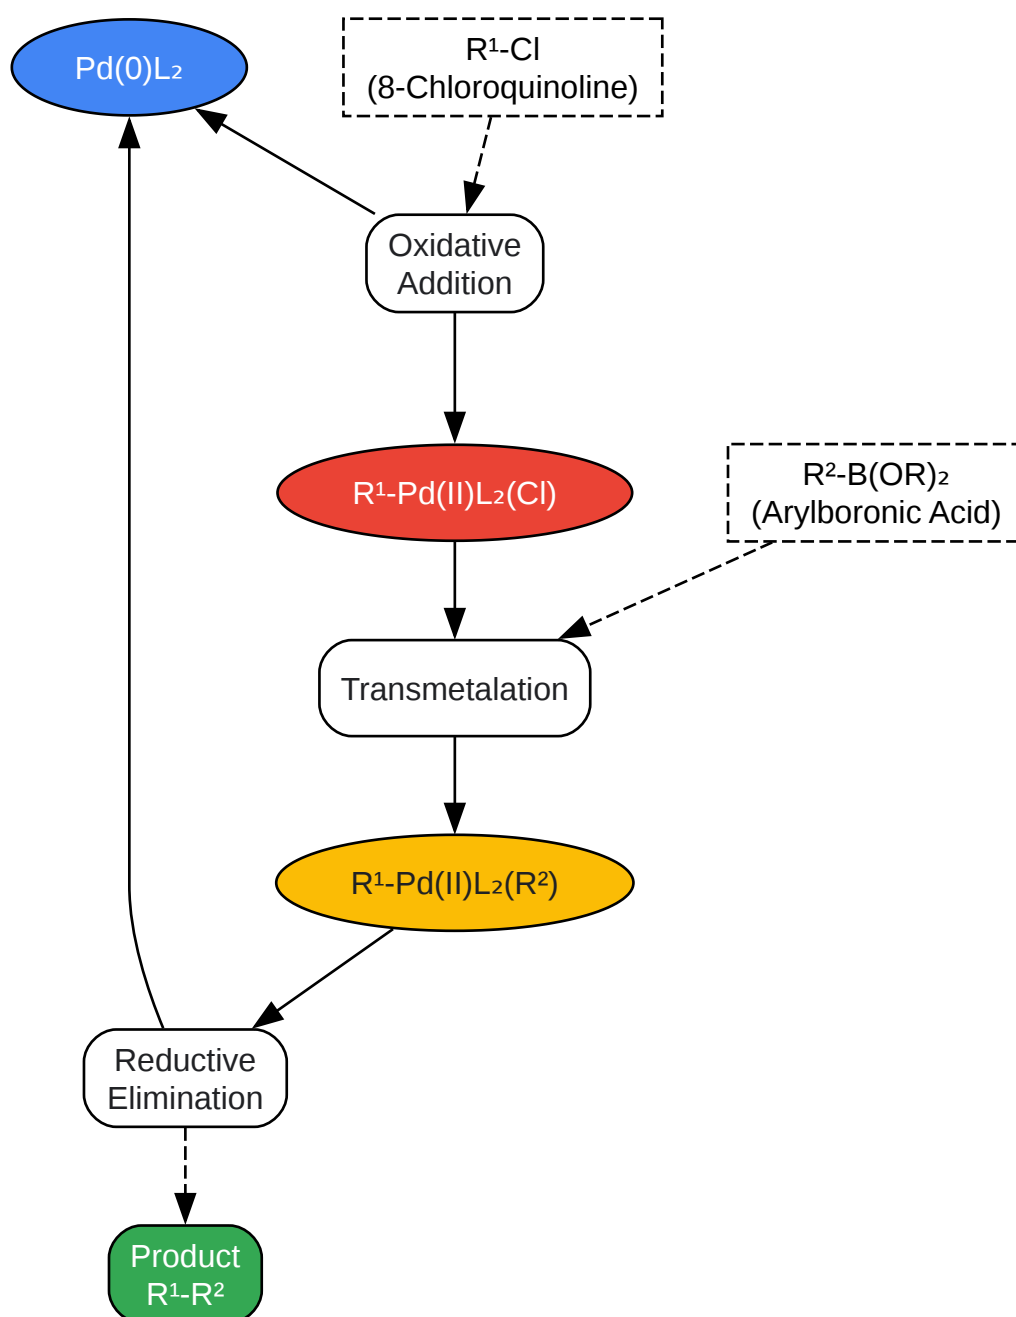 Pd(0)L₂
R¹-Cl
(8-Chloroquinoline)
Oxidative
Addition
R¹-Pd(II)L₂(Cl)
R²-B(OR)₂
(Arylboronic Acid)
Transmetalation
R¹-Pd(II)L₂(R²)
Reductive
Elimination
Product
R¹-R²